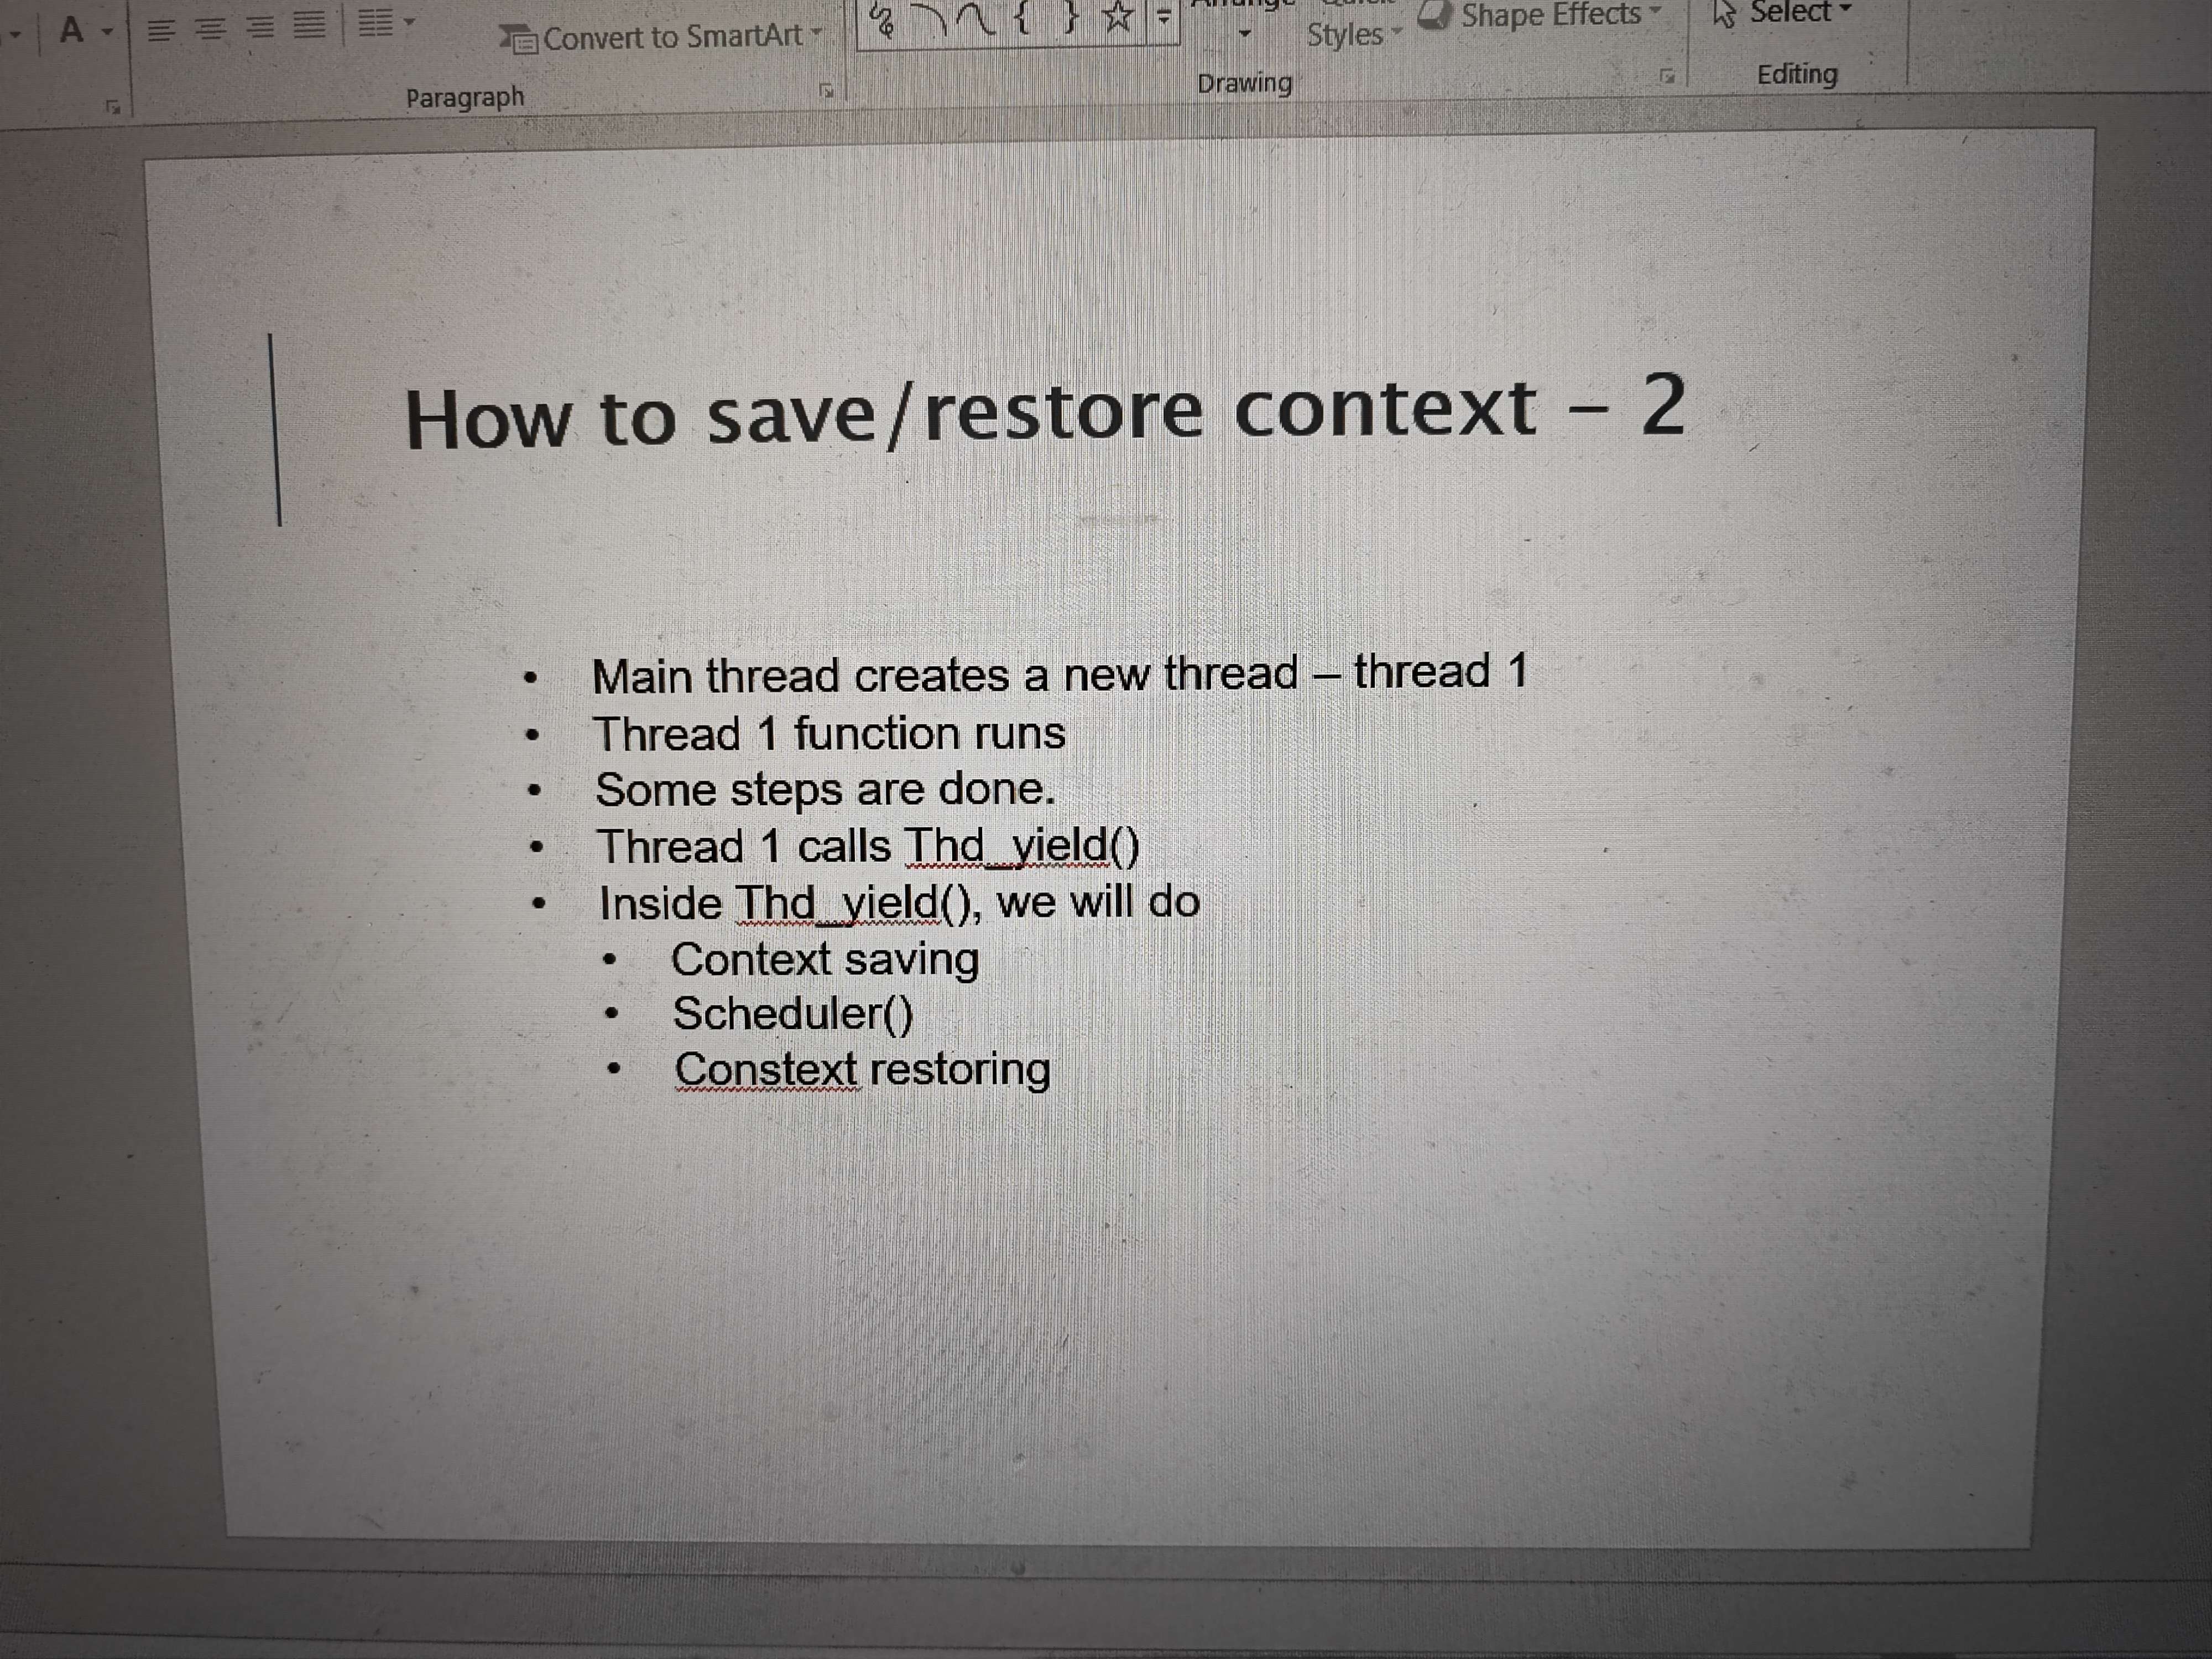 A
Convert to SmartArt
Styles
Shape Effects
Select
Paragraph
Drawing
Editing
How to save/restore context – 2
• Main thread creates a new thread – thread 1
• Thread 1 function runs
• Some steps are done.
• Thread 1 calls Thd_yield()
• Inside Thd_yield(), we will do
• Context saving
• Scheduler()
• Constext restoring